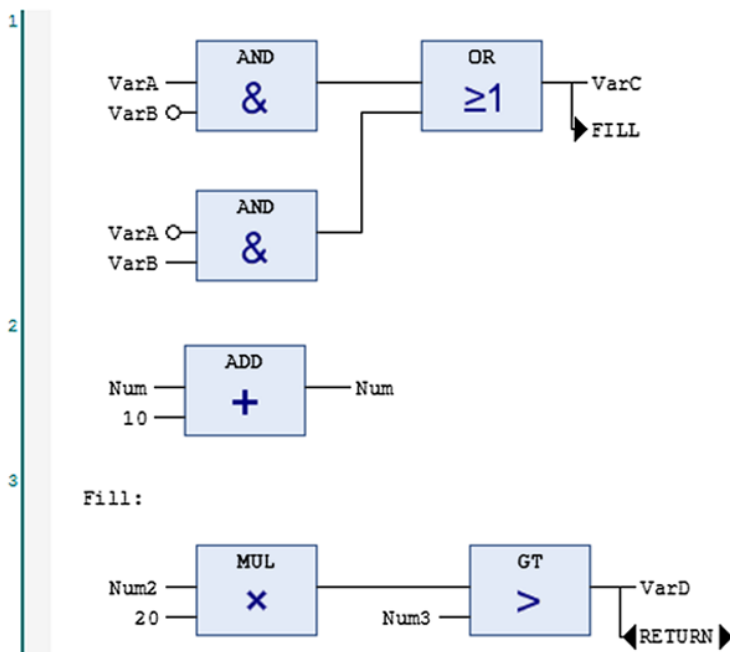 1
AND OR
VarA & ≥1 VarC
VarB FILL
AND
VarA &
VarB
2
ADD
Num + Num
10
3
Fill:
MUL GT
Num2 × > VarD
20 Num3 RETURN